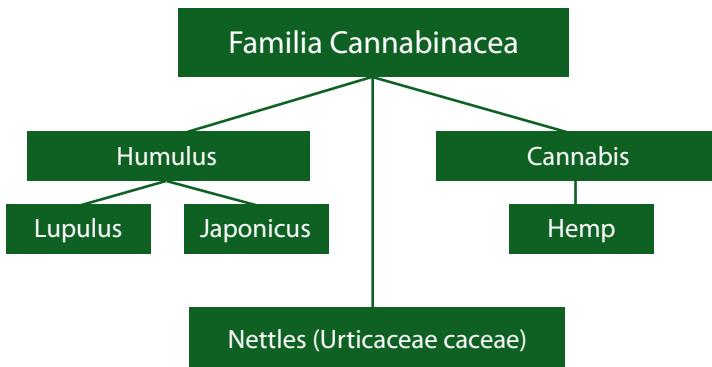 Familia Cannabinacea
Humulus
Cannabis
Lupulus
Japonicus
Hemp
Nettles (Urticaceae caceae)